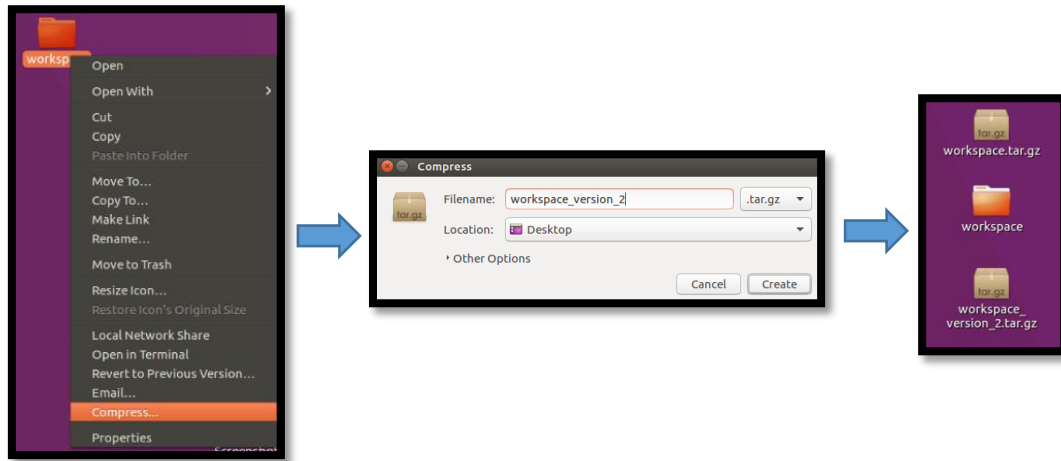 worksp
Open
Open With
Cut
Copy
Paste Into Folder
Move To...
Copy To...
Make Link
Rename...
Move to Trash
Resize Icon...
Restore Icon's Original Size
Local Network Share
Open in Terminal
Revert to Previous Version...
Email...
Compress...
Properties
Screenshot
Compress
tar.gz
Filename: workspace_version_2 .tar.gz
Location: Desktop
Other Options
Cancel Create
tar.gz
workspace.tar.gz
workspace
tar.gz
workspace_
version_2.tar.gz